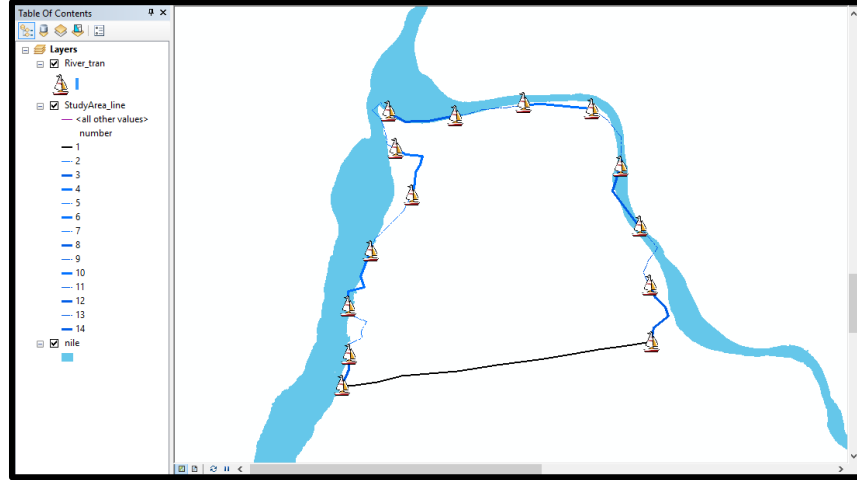 Table Of Contents
Layers
River_tran
StudyArea_line
<all other values>
number
1
2
3
4
5
6
7
8
9
10
11
12
13
14
nile